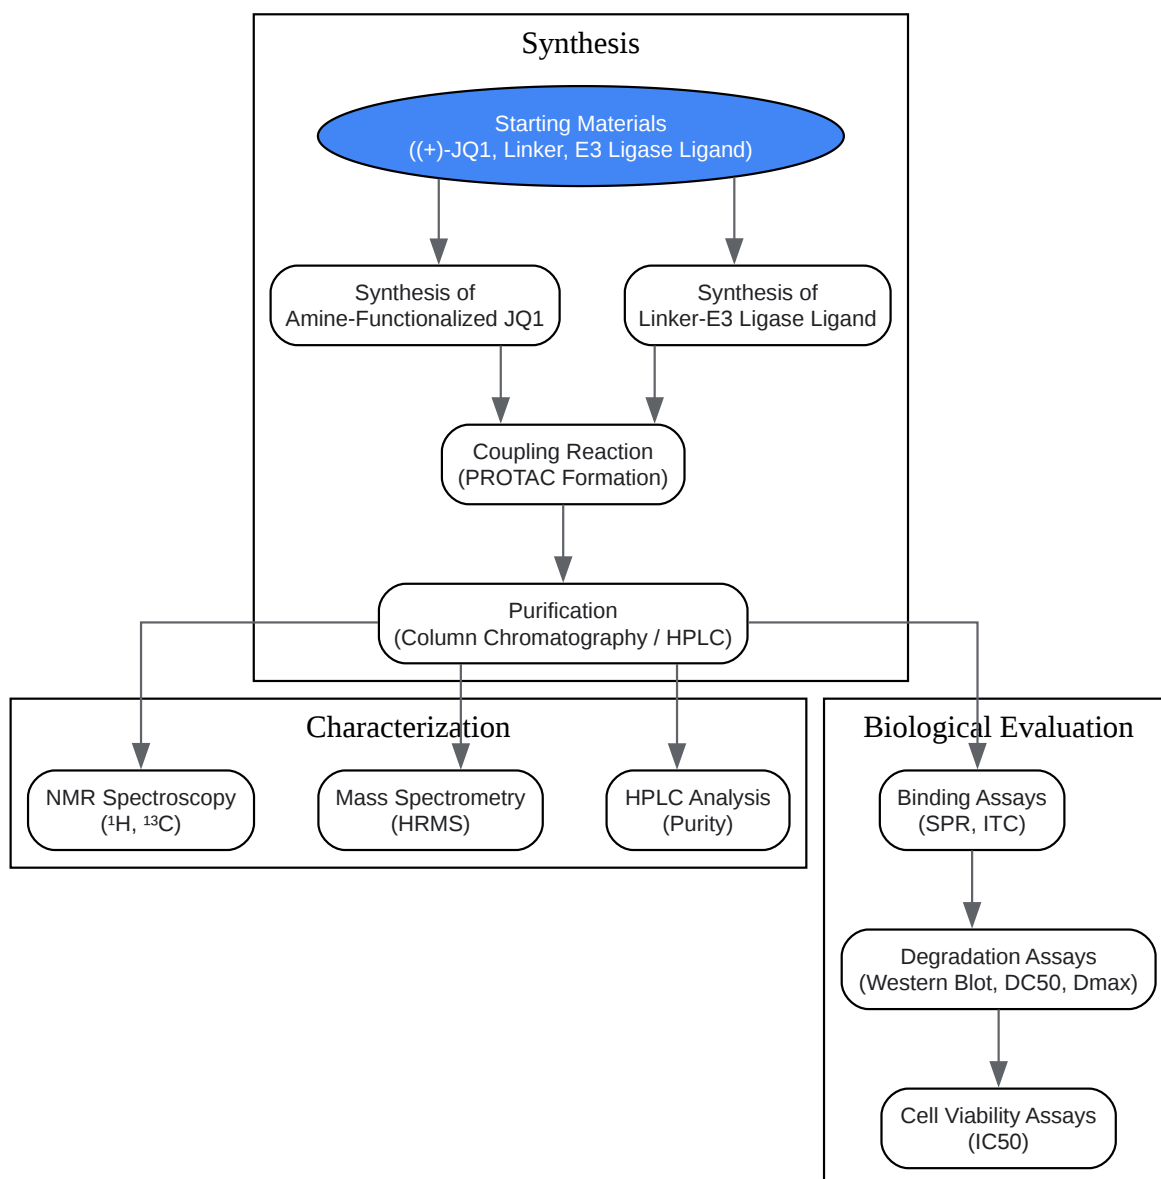 Synthesis
Starting Materials
((+)-JQ1, Linker, E3 Ligase Ligand)
Synthesis of
Amine-Functionalized JQ1
Synthesis of
Linker-E3 Ligase Ligand
Coupling Reaction
(PROTAC Formation)
Purification
(Column Chromatography / HPLC)
Characterization
NMR Spectroscopy
(¹H, ¹³C)
Mass Spectrometry
(HRMS)
HPLC Analysis
(Purity)
Biological Evaluation
Binding Assays
(SPR, ITC)
Degradation Assays
(Western Blot, DC50, Dmax)
Cell Viability Assays
(IC50)